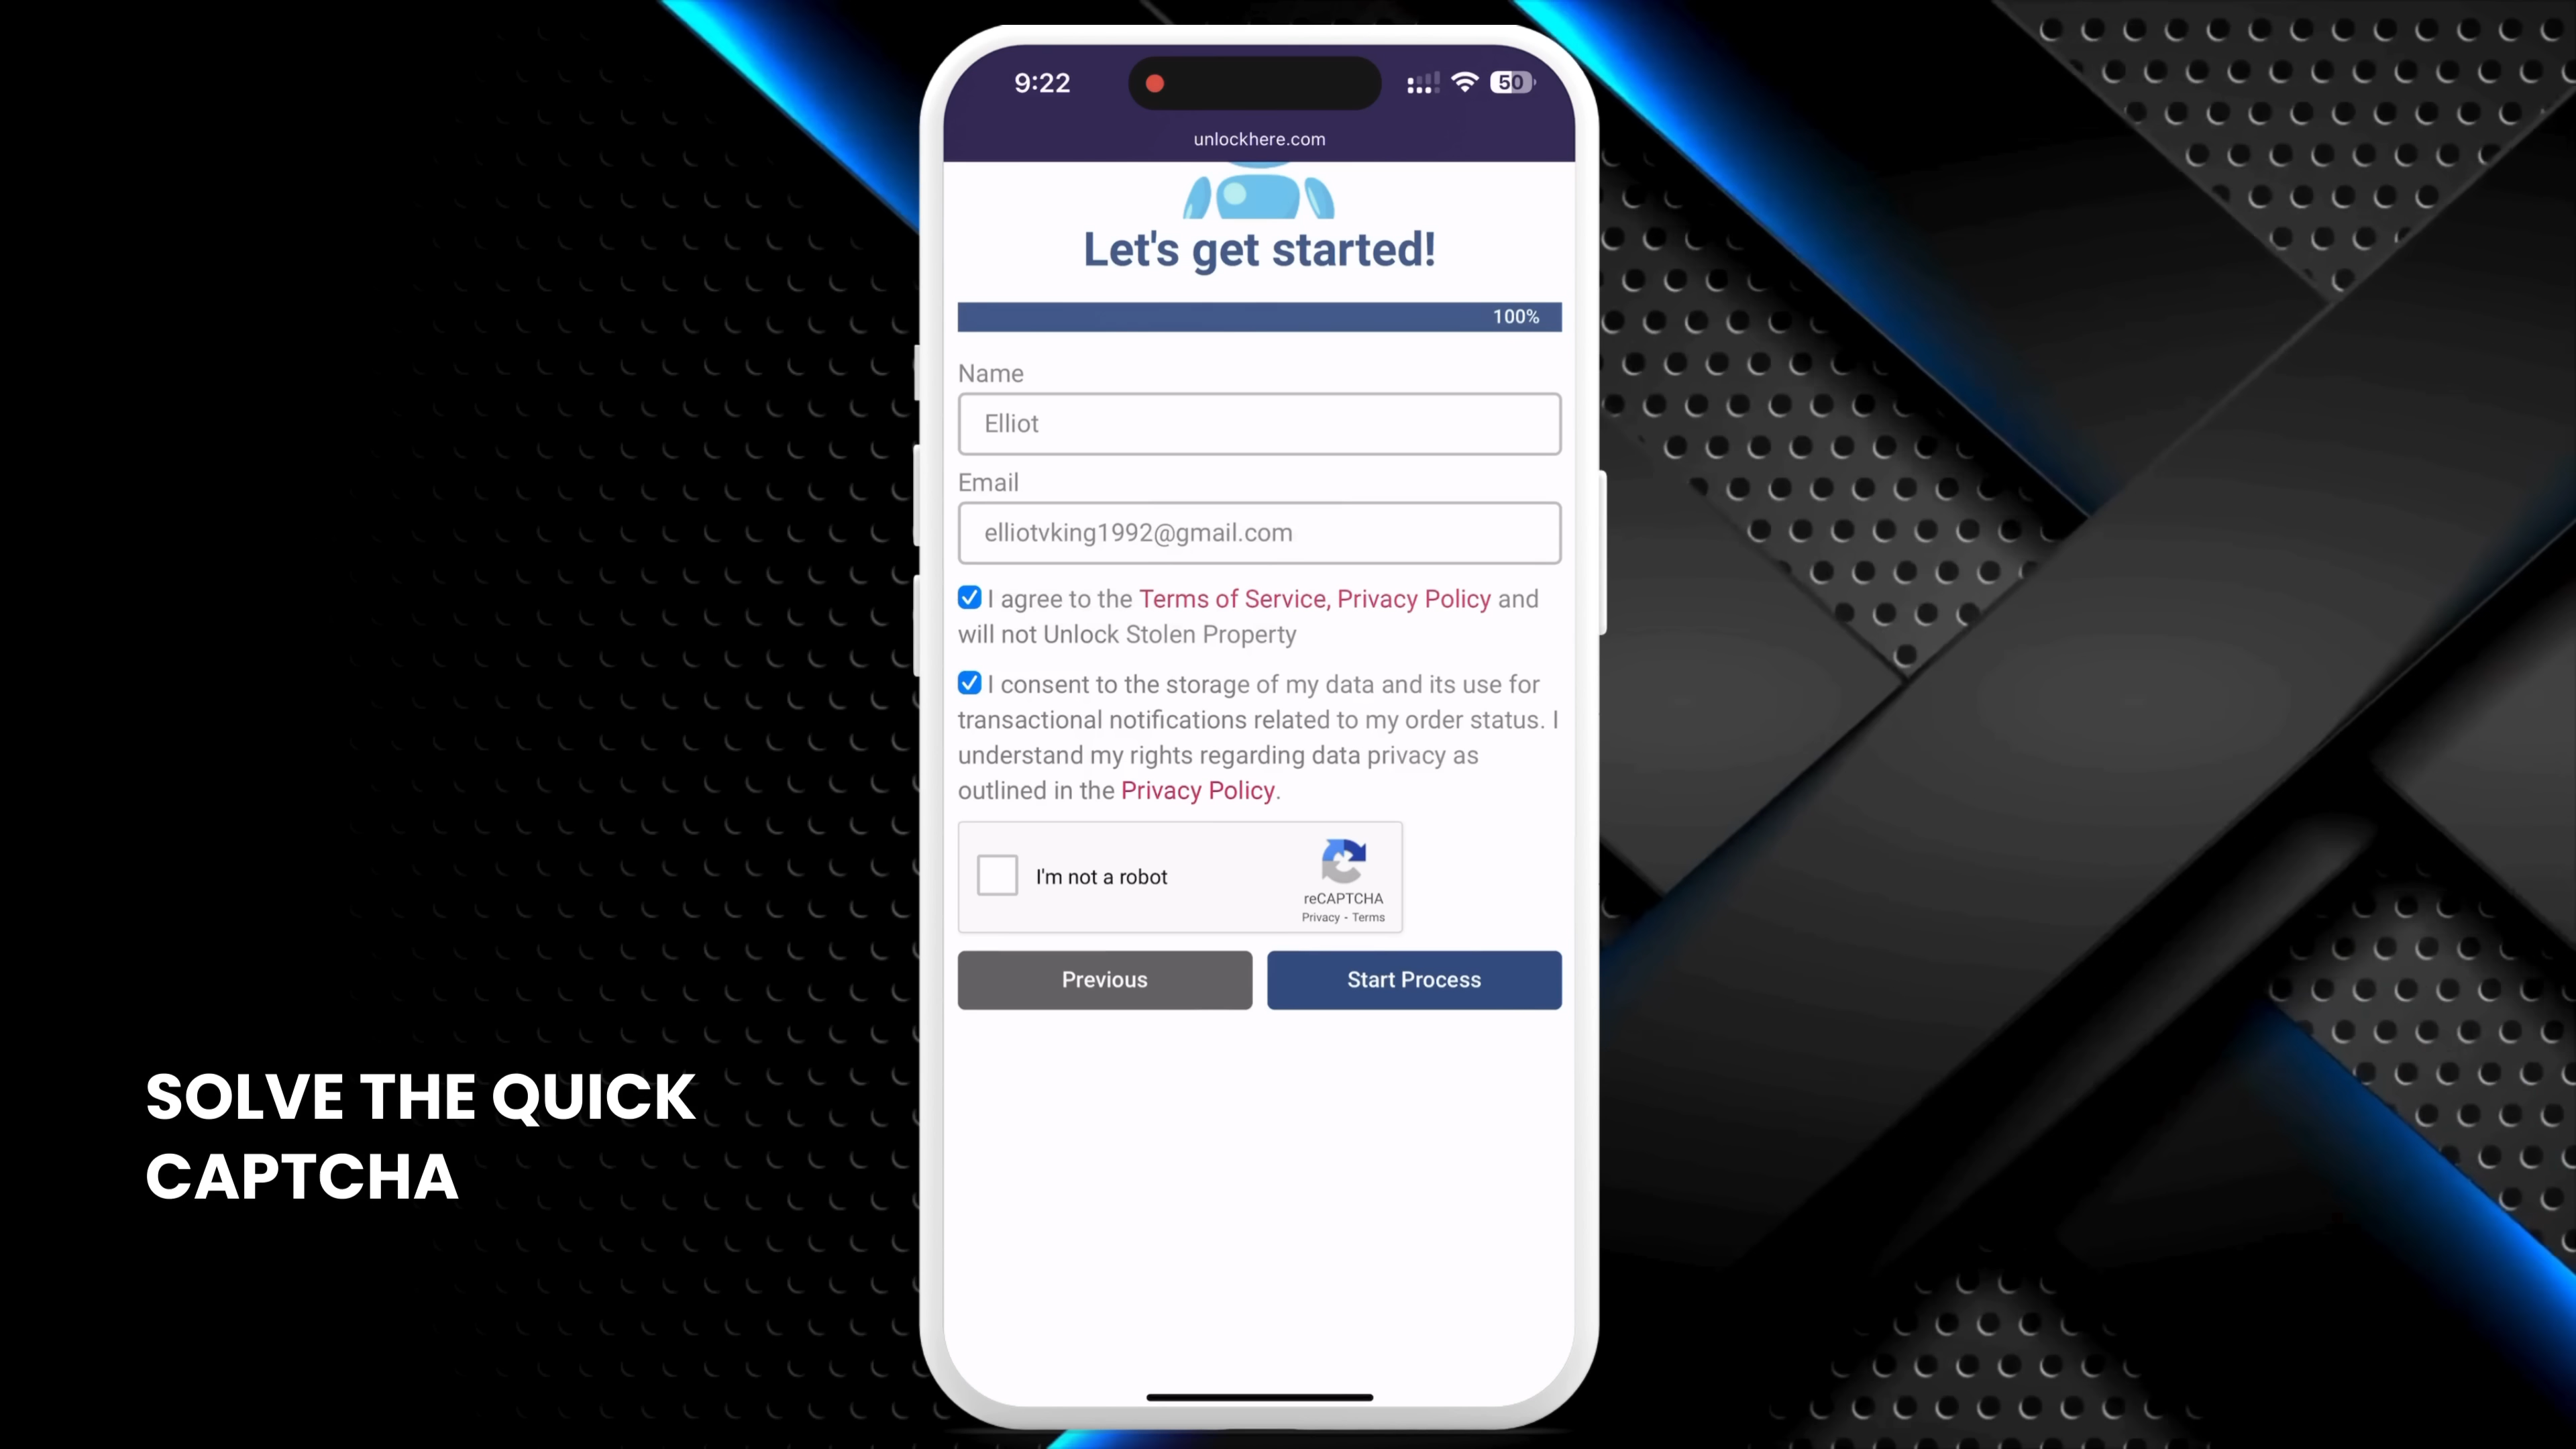 9:22
50
unlockhere.com
Let's get started!
100%
Name
Elliot
Email
elliotvking1992@gmail.com
I agree to the Terms of Service, Privacy Policy and
will not Unlock Stolen Property
I consent to the storage of my data and its use for
transactional notifications related to my order status. I
understand my rights regarding data privacy as
outlined in the Privacy Policy.
I'm not a robot
reCAPTCHA
Privacy - Terms
Previous
Start Process
SOLVE THE QUICK
CAPTCHA